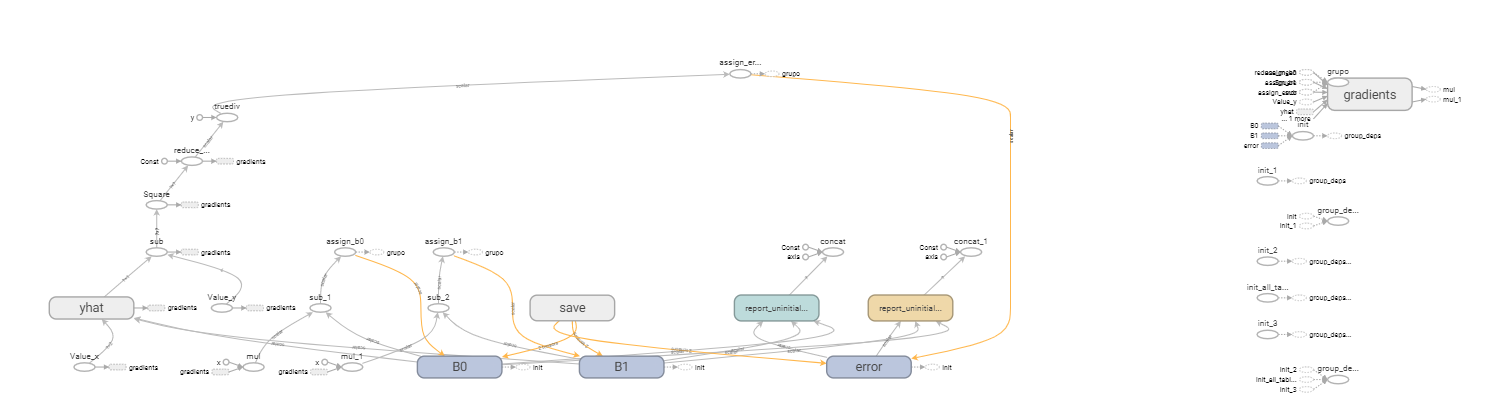 assign_er...
grupo
truediv
y
reduce_...
Const
gradients
Square
gradients
sub
gradients
assign_b0
grupo
assign_b1
grupo
Const
concat
axis
Const
concat_1
axis
yhat
gradients
Value_y
gradients
sub_1
sub_2
save
report_uninitial...
report_uninitial...
Value_x
gradients
x
mul
gradients
x
mul_1
gradients
B0
init
B1
init
error
init
grupo
gradients
mul
mul_1
Value_y
yhat
... 1 more
init
B0
B1
error
group_deps
init_1
group_deps
group_de...
init
init_1
init_2
group_deps...
init_all_ta...
group_deps...
init_3
group_deps...
group_de...
init_2
init_all_tabl...
init_3